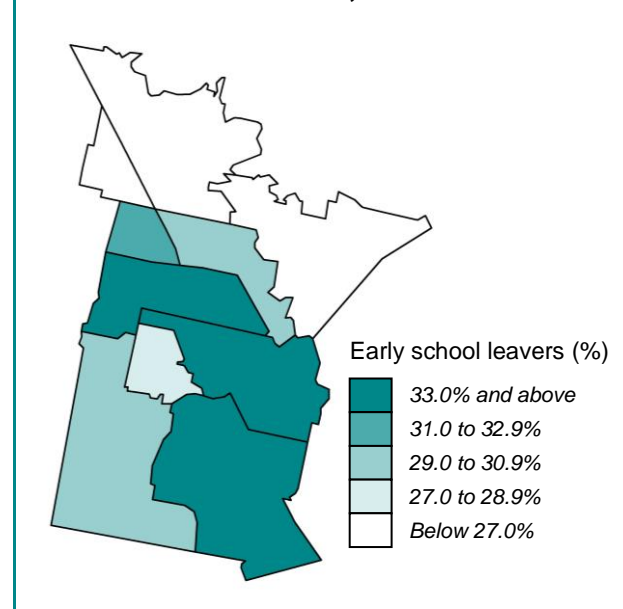 Early school leavers (%)
33.0% and above
31.0 to 32.9%
29.0 to 30.9%
27.0 to 28.9%
Below 27.0%